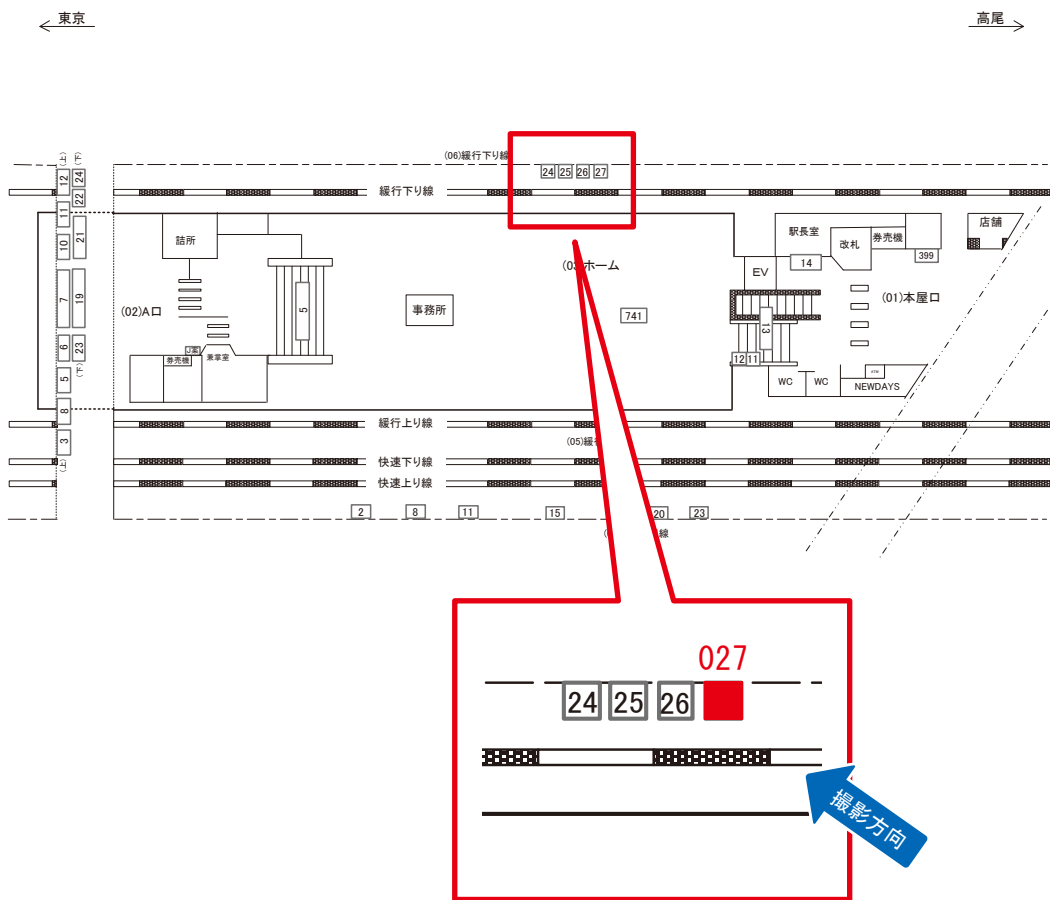 東京
高尾
(上)
(下)
12
24
22
11
21
10
7
19
6
23
(下)
5
8
3
(上)
(06)緩行下り線
24
25
26
27
緩行下り線
詰所
(02)A口
5
事務所
(03)ホーム
741
券売機
兼掌室
駅長室
改札
券売機
店舗
399
14
EV
(01)本屋口
13
12
11
WC
WC
NEWDAYS
緩行上り線
(05)緩行
快速下り線
快速上り線
2
8
11
15
20
23
線
027
24
25
26
撮影方向